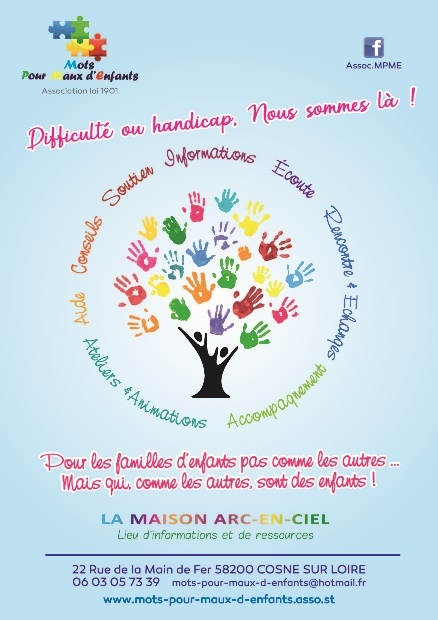 Mots
Pour Maux d'Enfants
Association loi 1901
Assoc.MPME
Difficulté ou handicap, Nous sommes là !
Aide
Conseils
Soutien
Informations
Écoute
Rencontre & Echanges
Accompagnement
Ateliers & Animations
Pour les familles d'enfants pas comme les autres ...
Mais qui, comme les autres, sont des enfants !
LA MAISON ARC-EN-CIEL
Lieu d'informations et de ressources
22 Rue de la Main de Fer 58200 COSNE SUR LOIRE
06 03 05 73 39 mots-pour-maux-d-enfants@hotmail.fr
www.mots-pour-maux-d-enfants.asso.st